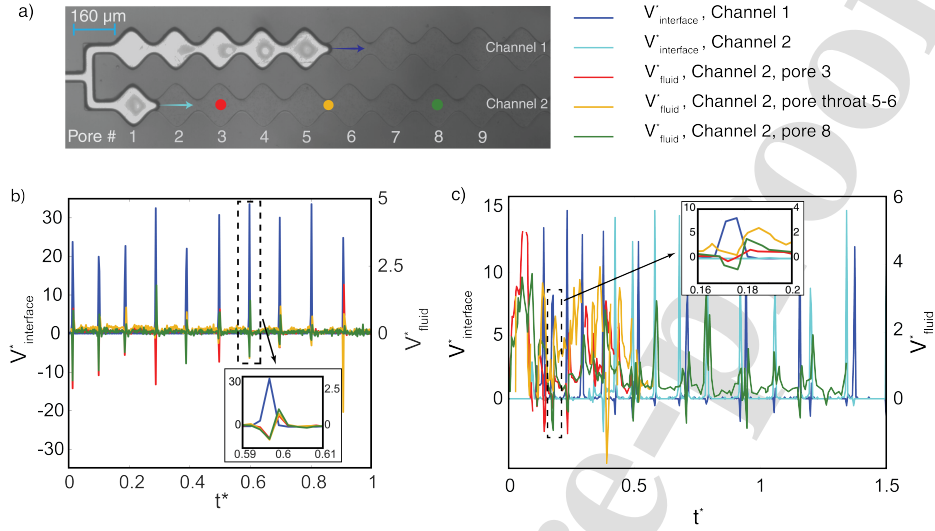 a)
160 µm
Channel 1
Channel 2
Pore # 1 2 3 4 5 6 7 8 9
V*interface , Channel 1
V*interface , Channel 2
V*fluid , Channel 2, pore 3
V*fluid , Channel 2, pore throat 5-6
V*fluid , Channel 2, pore 8
b)
V*interface
30
20
10
0
-10
-20
-30
5
2.5
0
V*fluid
30
0
2.5
0
0.59 0.6 0.61
0 0.2 0.4 0.6 0.8 1
t*
c)
V*interface
15
10
5
0
6
4
2
0
V*fluid
10
5
0
4
2
0
0.16 0.18 0.2
0 0.5 1 1.5
t*
re-proo